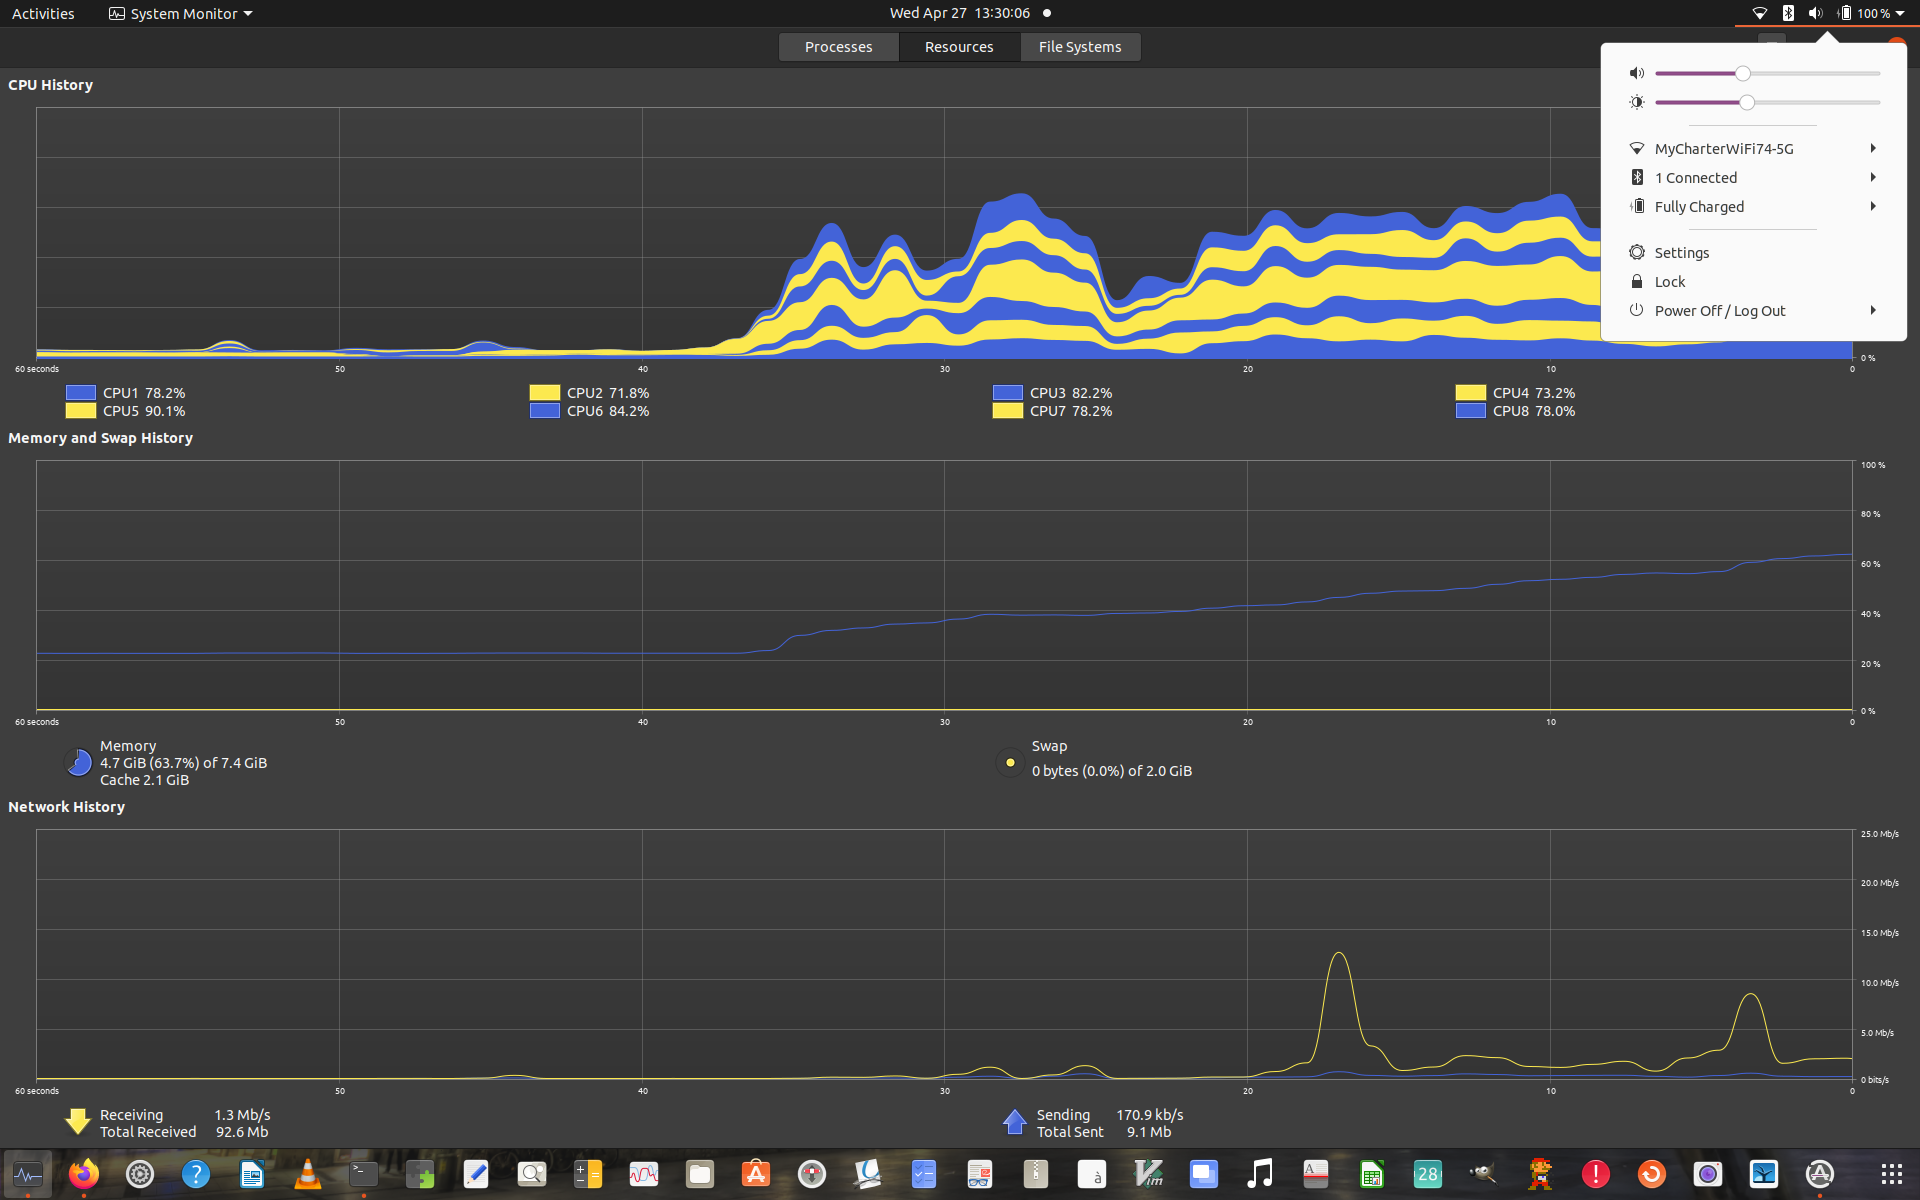 Activities
System Monitor
Wed Apr 27 13:30:06
100 %
Processes
Resources
File Systems
MyCharterWiFi74-5G
1 Connected
Fully Charged
Settings
Lock
Power Off / Log Out
CPU History
0 %
60 seconds 50 40 30 20 10 0
CPU1 78.2% CPU2 71.8% CPU3 82.2% CPU4 73.2%
CPU5 90.1% CPU6 84.2% CPU7 78.2% CPU8 78.0%
Memory and Swap History
100 %
80 %
60 %
40 %
20 %
0 %
60 seconds 50 40 30 20 10 0
Memory
4.7 GiB (63.7%) of 7.4 GiB
Cache 2.1 GiB
Swap
0 bytes (0.0%) of 2.0 GiB
Network History
25.0 Mb/s
20.0 Mb/s
15.0 Mb/s
10.0 Mb/s
5.0 Mb/s
0 bits/s
60 seconds 50 40 30 20 10 0
Receiving 1.3 Mb/s
Total Received 92.6 Mb
Sending 170.9 kb/s
Total Sent 9.1 Mb
?
>_
A
à
Vim
A
28
!
A